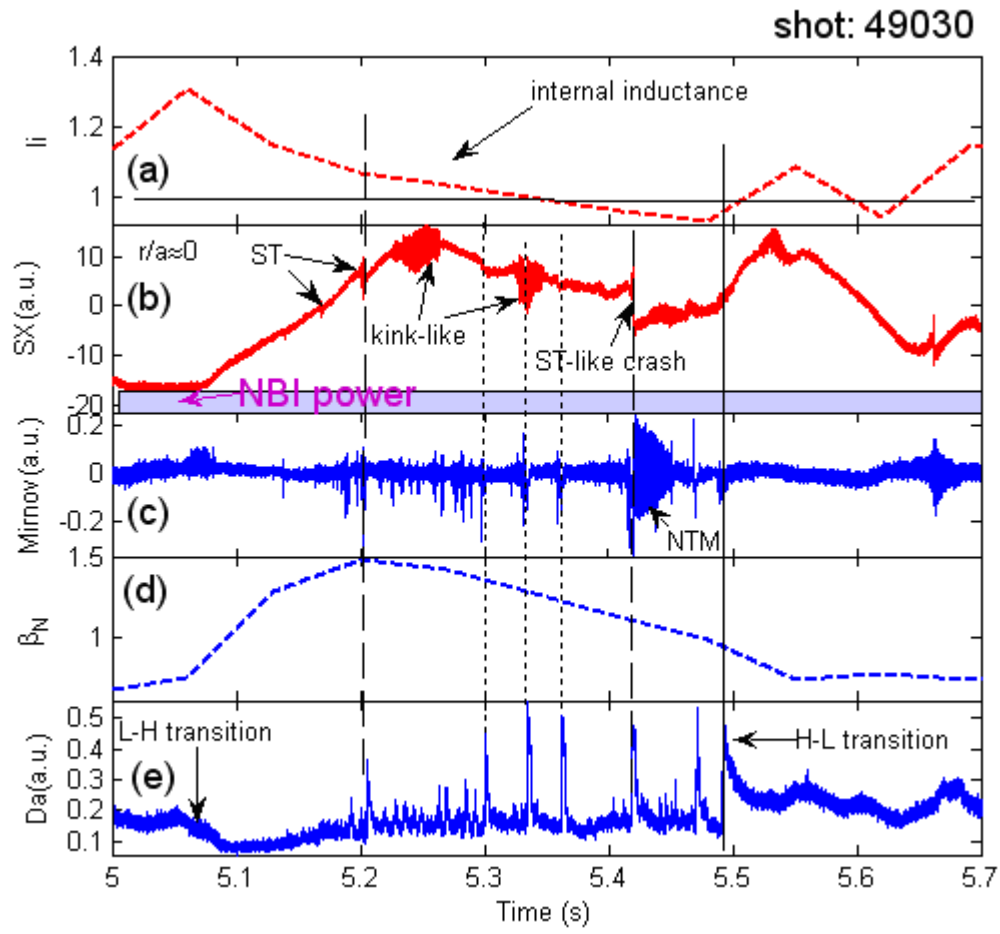 shot: 49030
1.4
1.2
1
li
internal inductance
(a)
10
0
-10
-20
SX(a.u.)
r/a≈0
ST
(b)
kink-like
ST-like crash
NBI power
0.2
0
-0.2
Mirnov(a.u.)
(c)
NTM
1.5
1
βN
(d)
0.5
0.4
0.3
0.2
0.1
Da(a.u.)
L-H transition
H-L transition
(e)
5 5.1 5.2 5.3 5.4 5.5 5.6 5.7
Time (s)